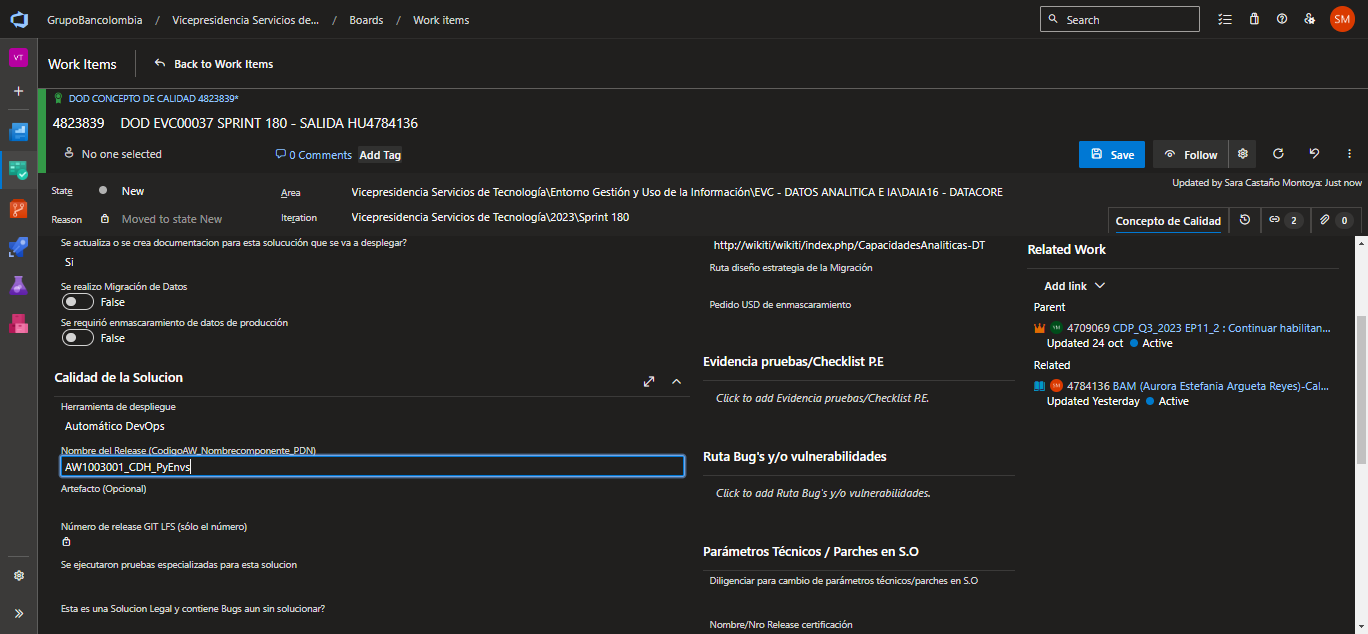 GrupoBancolombia / Vicepresidencia Servicios de... / Boards / Work items
Search
SM
VT
Work Items
Back to Work Items
DOD CONCEPTO DE CALIDAD 4823839*
4823839 DOD EVC00037 SPRINT 180 - SALIDA HU4784136
No one selected
0 Comments
Add Tag
Save
Follow
State
New
Area
Vicepresidencia Servicios de Tecnología\Entorno Gestión y Uso de la Información\EVC - DATOS ANALITICA E IA\DAIA16 - DATACORE
Updated by Sara Castaño Montoya: Just now
Reason
Moved to state New
Iteration
Vicepresidencia Servicios de Tecnología\2023\Sprint 180
Concepto de Calidad
2
0
Se actualiza o se crea documentacion para esta solucución que se va a desplegar?
Si
Se realizo Migración de Datos
False
Se requirió enmascaramiento de datos de producción
False
Calidad de la Solucion
Herramienta de despliegue
Automático DevOps
Nombre del Release (CodigoAW_Nombrecomponente_PDN)
AW1003001_CDH_PyEnvs
Artefacto (Opcional)
Número de release GIT LFS (sólo el número)
Se ejecutaron pruebas especializadas para esta solucion
Esta es una Solucion Legal y contiene Bugs aun sin solucionar?
http://wikiti/wikiti/index.php/CapacidadesAnaliticas-DT
Ruta diseño estrategia de la Migración
Pedido USD de enmascaramiento
Evidencia pruebas/Checklist P.E
Click to add Evidencia pruebas/Checklist P.E.
Ruta Bug's y/o vulnerabilidades
Click to add Ruta Bug's y/o vulnerabilidades.
Parámetros Técnicos / Parches en S.O
Diligenciar para cambio de parámetros técnicos/parches en S.O
Nombre/Nro Release certificación
Related Work
Add link
Parent
4709069 CDP_Q3_2023 EP11_2 : Continuar habilitan...
Updated 24 oct
Active
Related
SM
4784136 BAM (Aurora Estefania Argueta Reyes)-Cal...
Updated Yesterday
Active